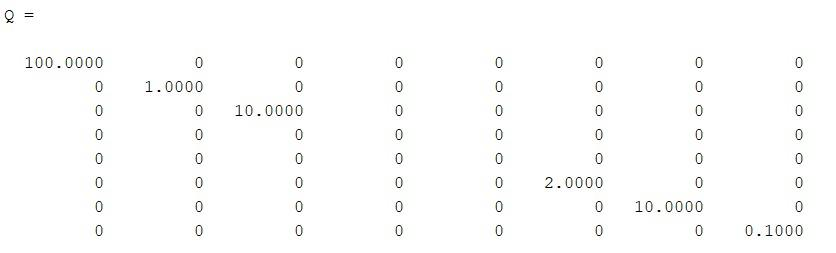 Q =
100.0000 0 0 0 0 0 0 0
0 1.0000 0 0 0 0 0 0
0 0 10.0000 0 0 0 0 0
0 0 0 0 0 0 0 0
0 0 0 0 0 0 0 0
0 0 0 0 0 2.0000 0 0
0 0 0 0 0 0 10.0000 0
0 0 0 0 0 0 0 0.1000